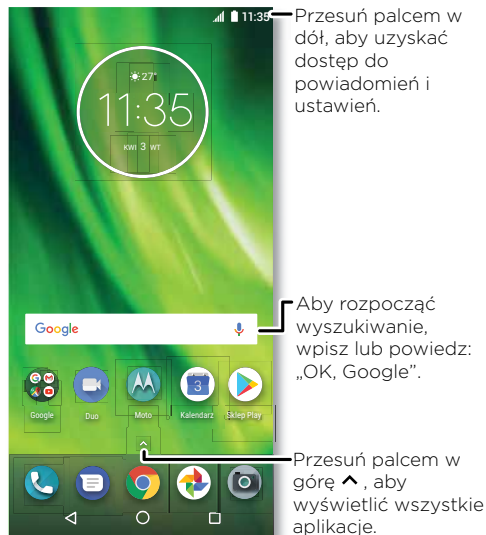 11:35
27°
11:35
KWI 3 WT
Google
3
Google
Duo
Moto
Kalendarz
Sklep Play
Przesuń palcem w
dół, aby uzyskać
dostęp do
powiadomień i
ustawień.
Aby rozpocząć
wyszukiwanie,
wpisz lub powiedz:
„OK, Google”.
Przesuń palcem w
górę ^ , aby
wyświetlić wszystkie
aplikacje.